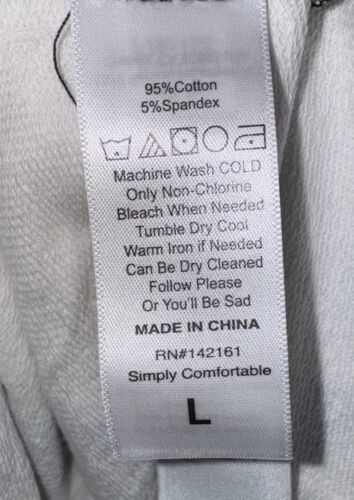 95%Cotton
5%Spandex
Machine Wash COLD
Only Non-Chlorine
Bleach When Needed
Tumble Dry Cool
Warm Iron if Needed
Can Be Dry Cleaned
Follow Please
Or You'll Be Sad
MADE IN CHINA
RN#142161
Simply Comfortable
L